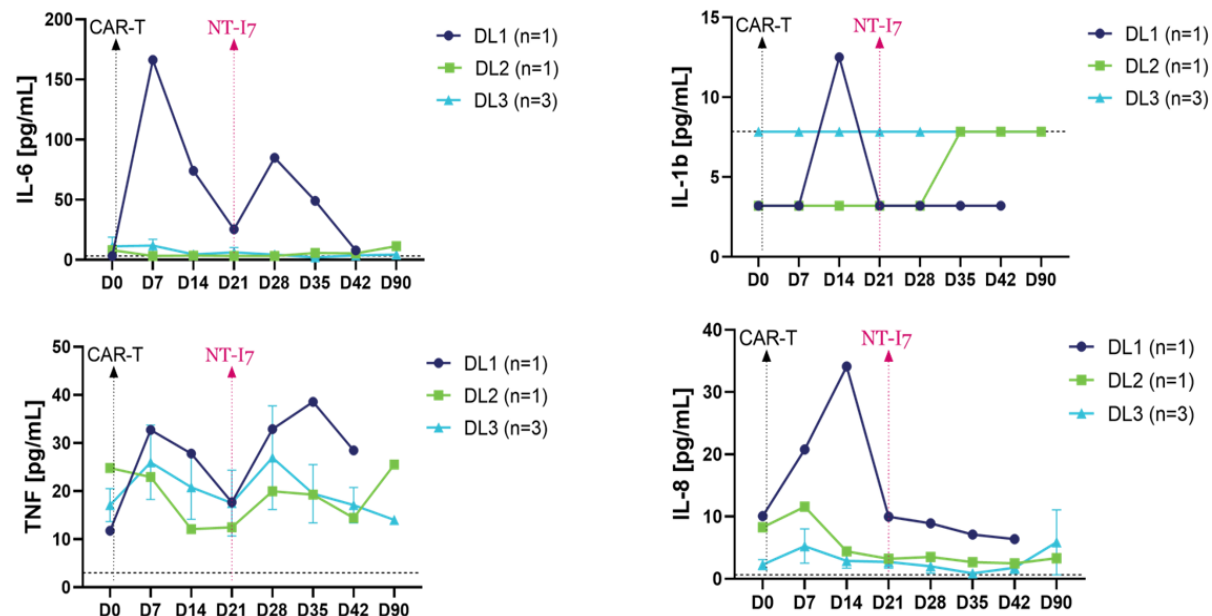 IL-6 [pg/mL]
200
150
100
50
0
CAR-T
NT-I7
DL1 (n=1)
DL2 (n=1)
DL3 (n=3)
D0 D7 D14 D21 D28 D35 D42 D90
IL-1b [pg/mL]
15
10
5
0
CAR-T
NT-I7
DL1 (n=1)
DL2 (n=1)
DL3 (n=3)
D0 D7 D14 D21 D28 D35 D42 D90
TNF [pg/mL]
50
40
30
20
10
0
CAR-T
NT-I7
DL1 (n=1)
DL2 (n=1)
DL3 (n=3)
D0 D7 D14 D21 D28 D35 D42 D90
IL-8 [pg/mL]
40
30
20
10
0
CAR-T
NT-I7
DL1 (n=1)
DL2 (n=1)
DL3 (n=3)
D0 D7 D14 D21 D28 D35 D42 D90